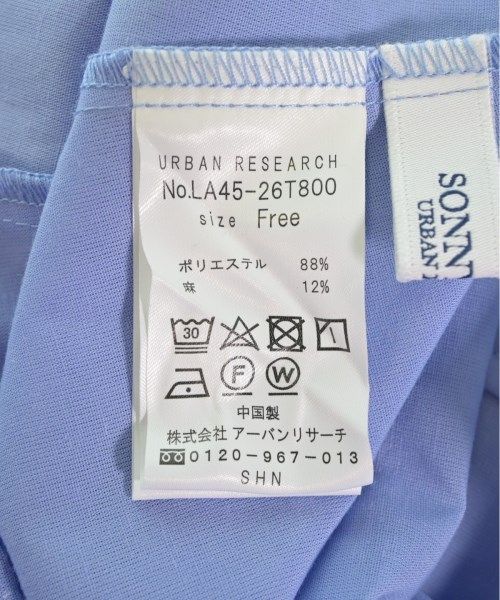 URBAN RESEARCH
No.LA45-26T800
size Free
ポリエステル 88%
麻 12%
30
F W
中国製
株式会社 アーバンリサーチ
0120-967-013
SHN
URBAN